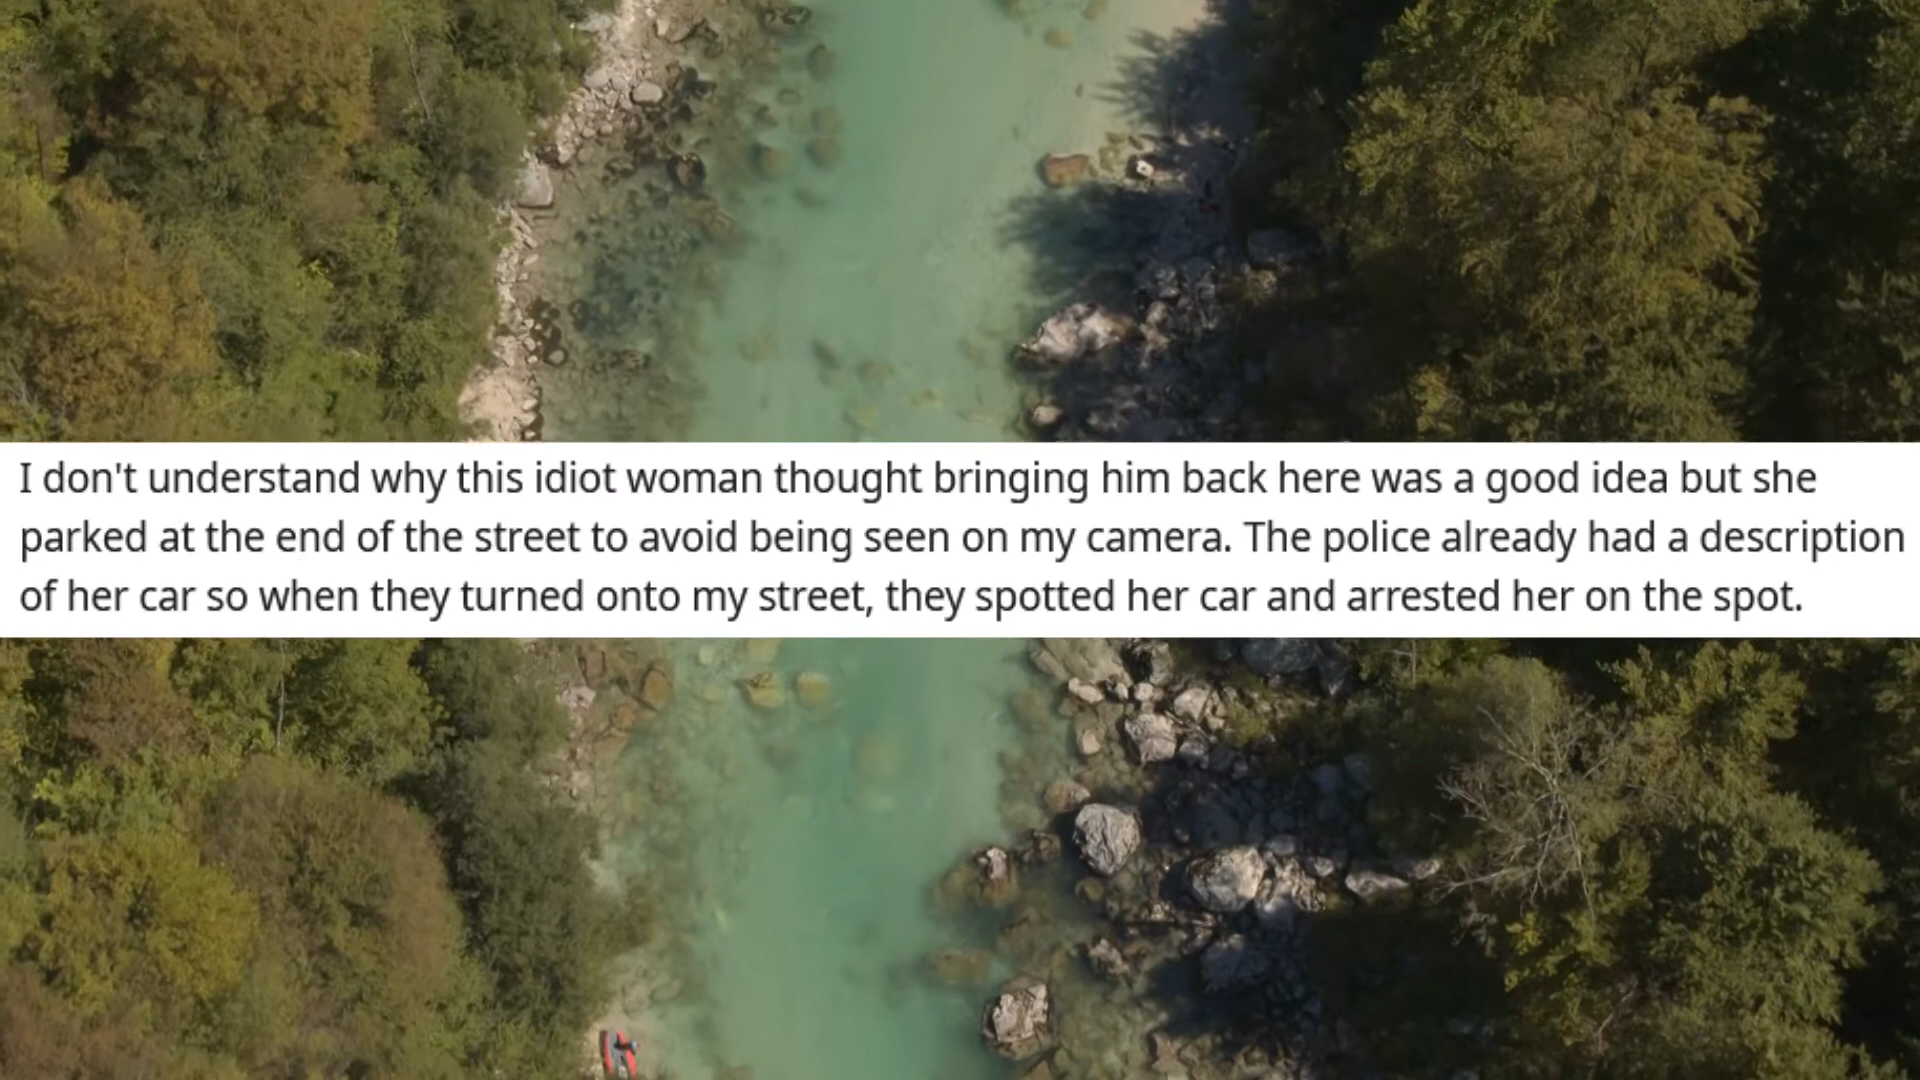 I don't understand why this idiot woman thought bringing him back here was a good idea but she
parked at the end of the street to avoid being seen on my camera. The police already had a description
of her car so when they turned onto my street, they spotted her car and arrested her on the spot.